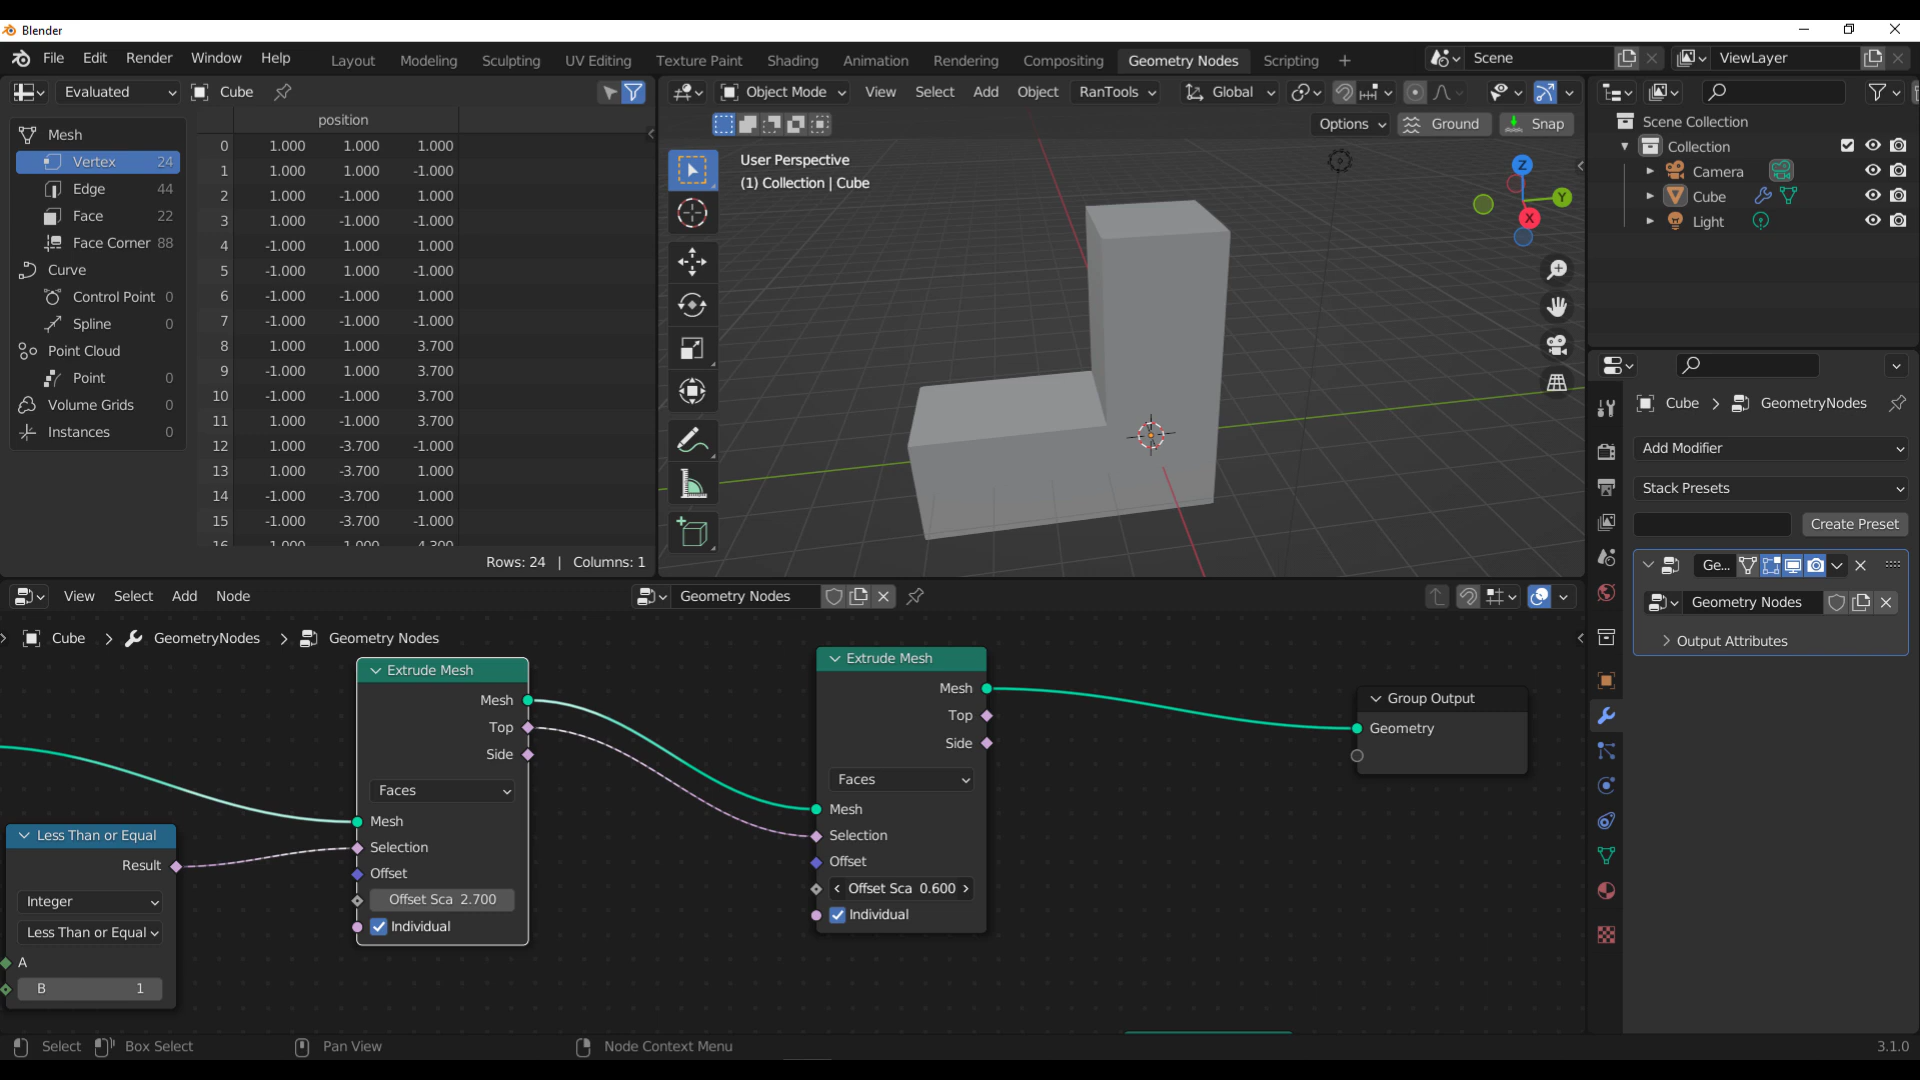 Blender
File Edit Render Window Help Layout Modeling Sculpting UV Editing Texture Paint Shading Animation Rendering Compositing Geometry Nodes Scripting + Scene ViewLayer
Evaluated Cube
Object Mode View Select Add Object RanTools Global
position
Mesh
Vertex 24
Edge 44
Face 22
Face Corner 88
Curve
Control Point 0
Spline 0
Point Cloud
Point 0
Volume Grids 0
Instances 0
0 1.000 1.000 1.000
1 1.000 1.000 -1.000
2 1.000 -1.000 1.000
3 1.000 -1.000 -1.000
4 -1.000 1.000 1.000
5 -1.000 1.000 -1.000
6 -1.000 -1.000 1.000
7 -1.000 -1.000 -1.000
8 1.000 1.000 3.700
9 -1.000 1.000 3.700
10 -1.000 -1.000 3.700
11 1.000 -1.000 3.700
12 1.000 -3.700 -1.000
13 1.000 -3.700 1.000
14 -1.000 -3.700 1.000
15 -1.000 -3.700 -1.000
Rows: 24 | Columns: 1
Options Ground Snap
User Perspective
(1) Collection | Cube
Z
Y
X
Scene Collection
Collection
Camera
Cube
Light
Cube > GeometryNodes
Add Modifier
Stack Presets
Create Preset
Ge...
Geometry Nodes
Output Attributes
View Select Add Node Geometry Nodes
Cube > GeometryNodes > Geometry Nodes
Less Than or Equal
Result
Integer
Less Than or Equal
A
B 1
Extrude Mesh
Mesh
Top
Side
Faces
Mesh
Selection
Offset
Offset Sca 2.700
Individual
Extrude Mesh
Mesh
Top
Side
Faces
Mesh
Selection
Offset
Offset Sca 0.600
Individual
Group Output
Geometry
Select Box Select Pan View Node Context Menu 3.1.0